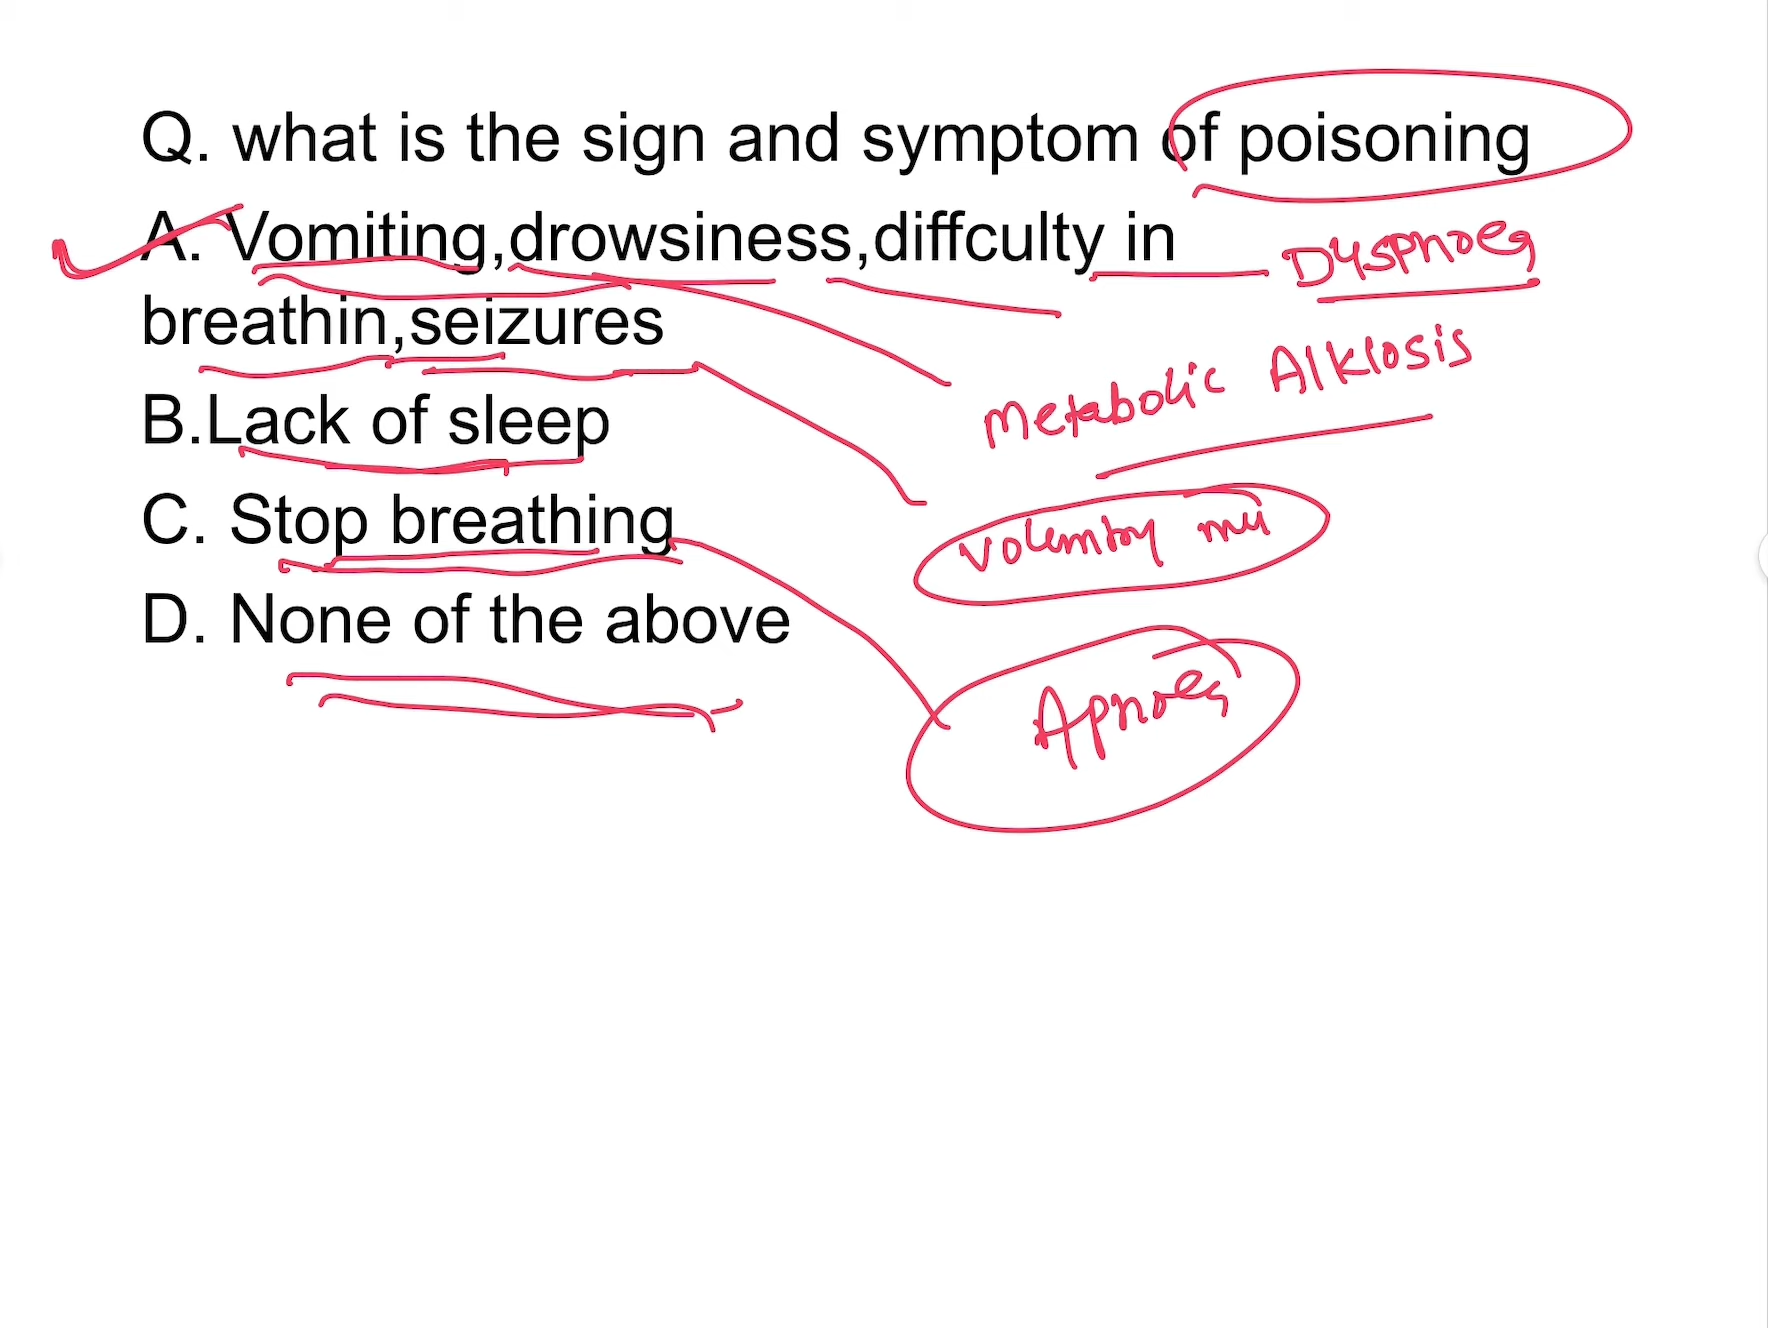 Q. what is the sign and symptom of poisoning
A. Vomiting,drowsiness,diffculty in
Dyspnoea
breathin,seizures
Metabolic Alklosis
B.Lack of sleep
C. Stop breathing
D. None of the above
Apnoea